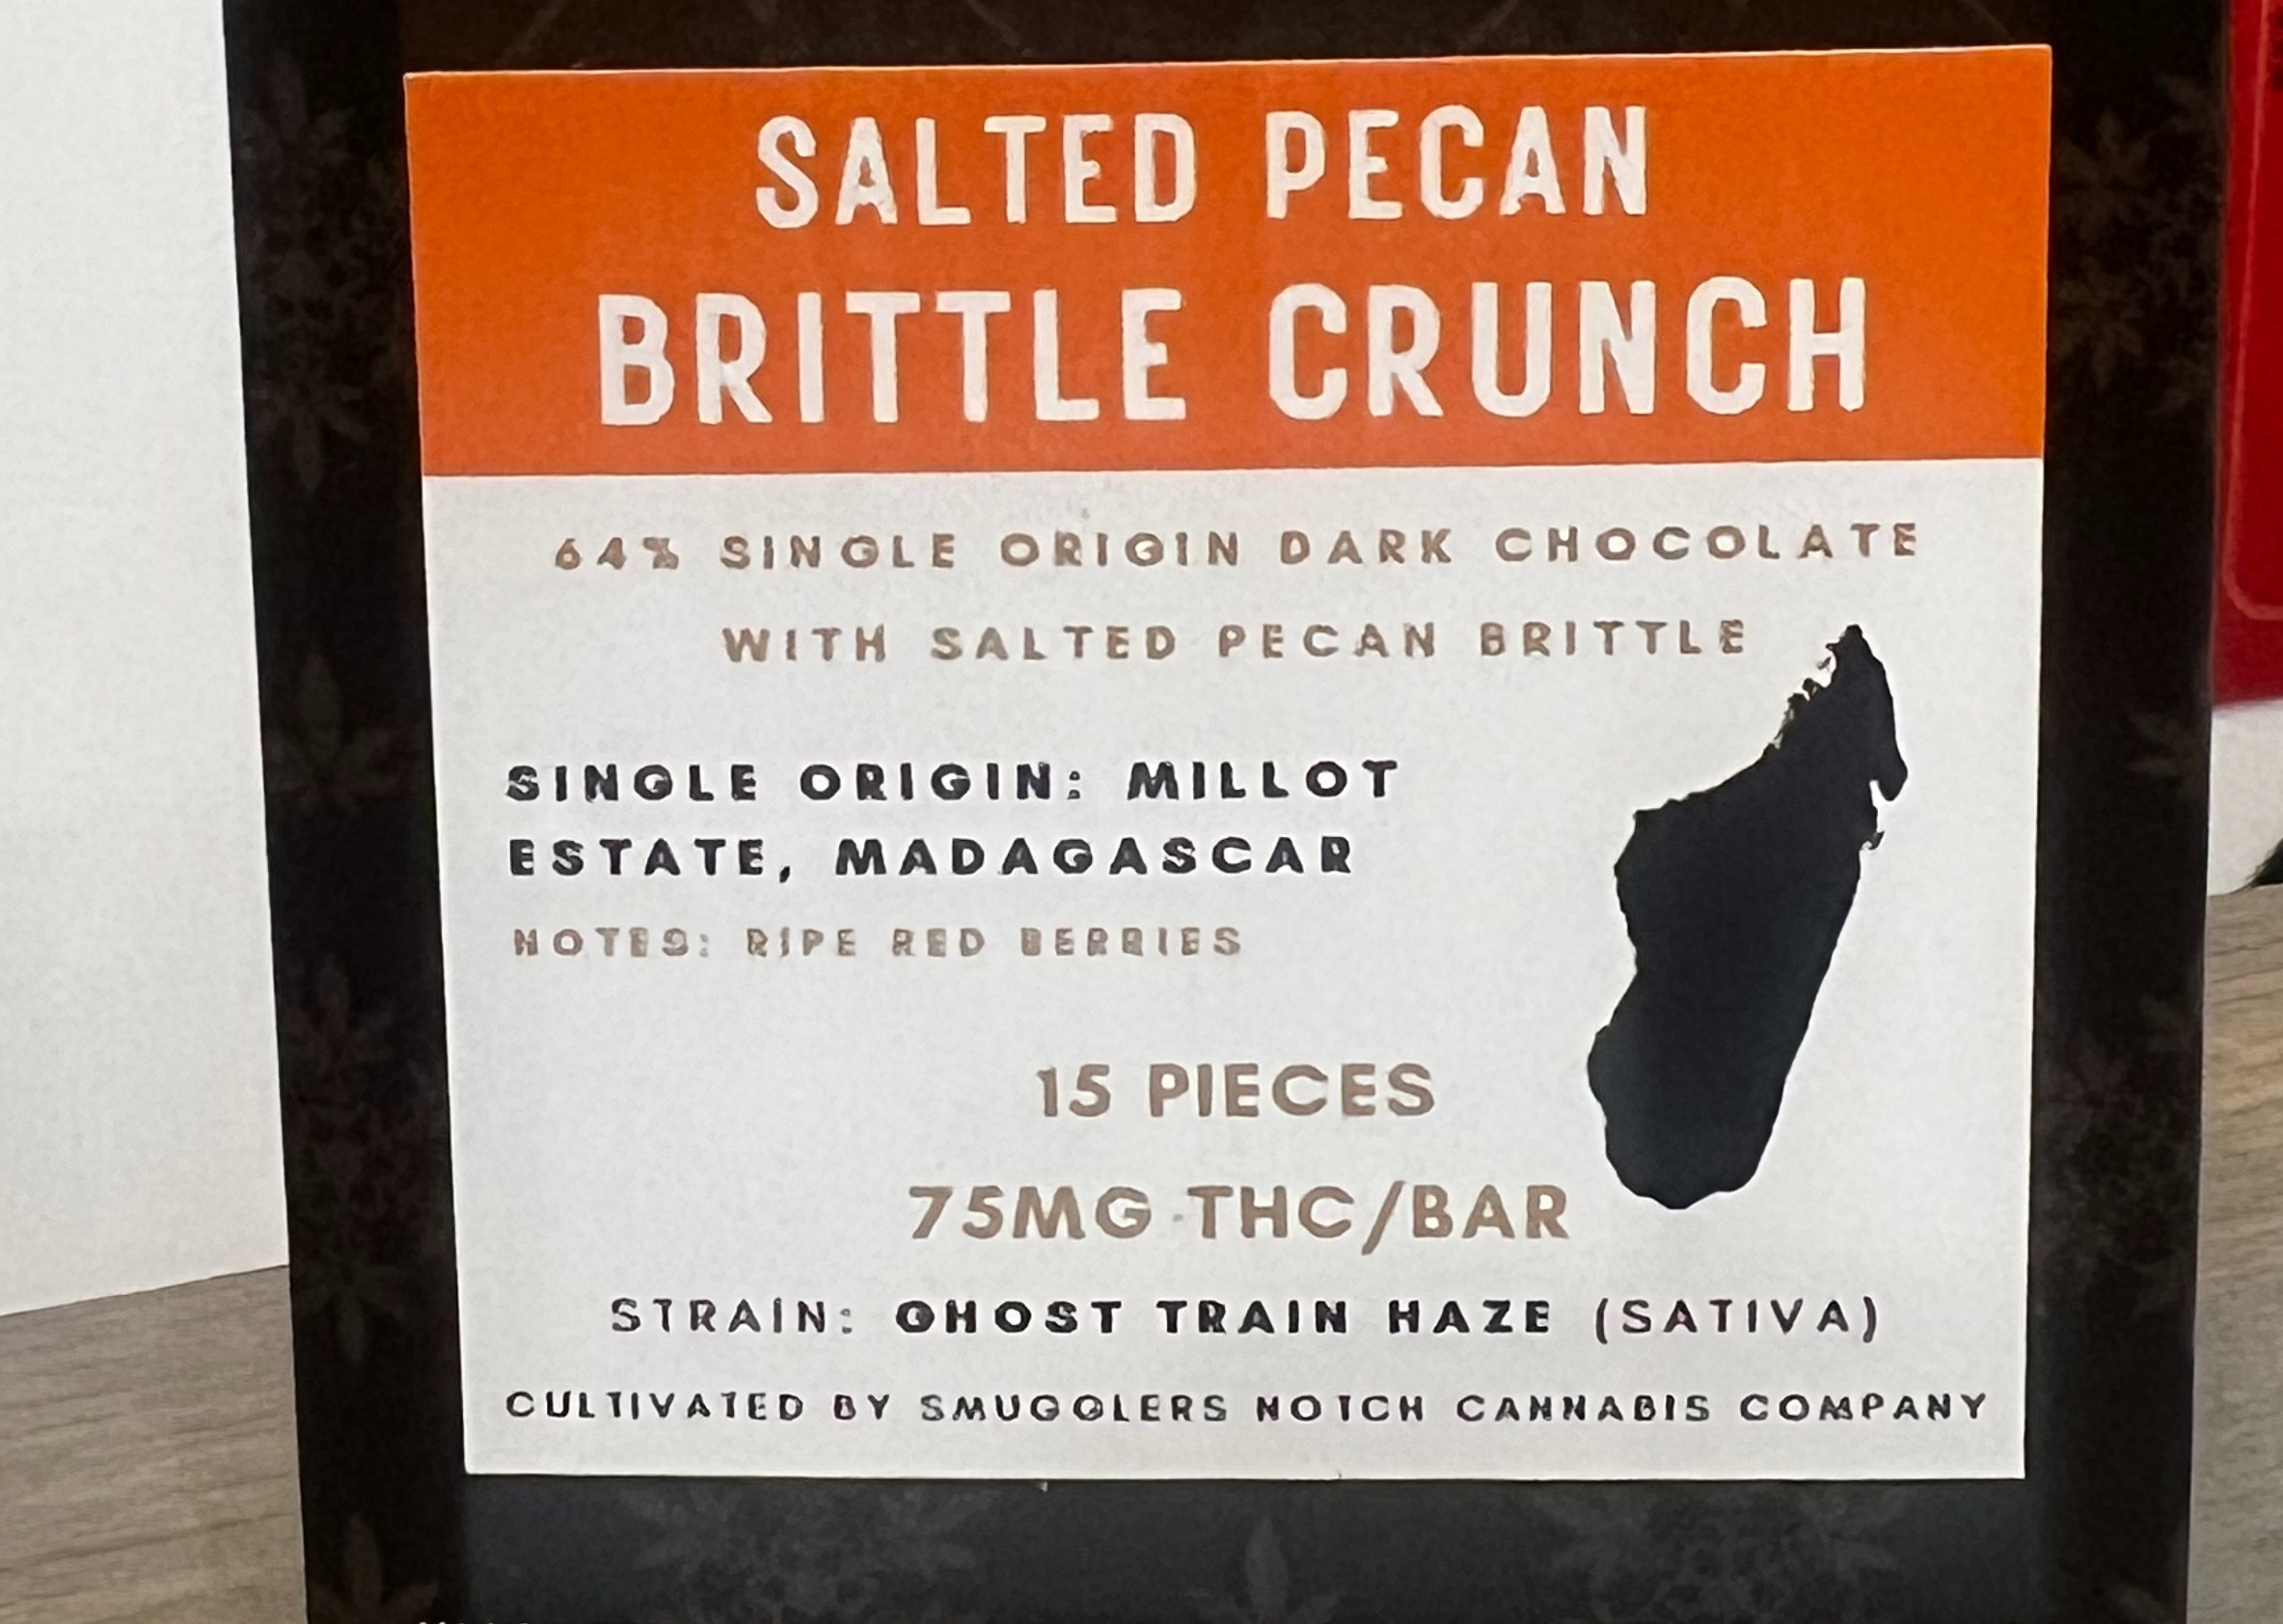 SALTED PECAN
BRITTLE CRUNCH
64% SINGLE ORIGIN DARK CHOCOLATE
WITH SALTED PECAN BRITTLE
SINGLE ORIGIN: MILLOT
ESTATE, MADAGASCAR
NOTES: RIPE RED BERRIES
15 PIECES
75MG THC/BAR
STRAIN: GHOST TRAIN HAZE (SATIVA)
CULTIVATED BY SMUGGLERS NOTCH CANNABIS COMPANY